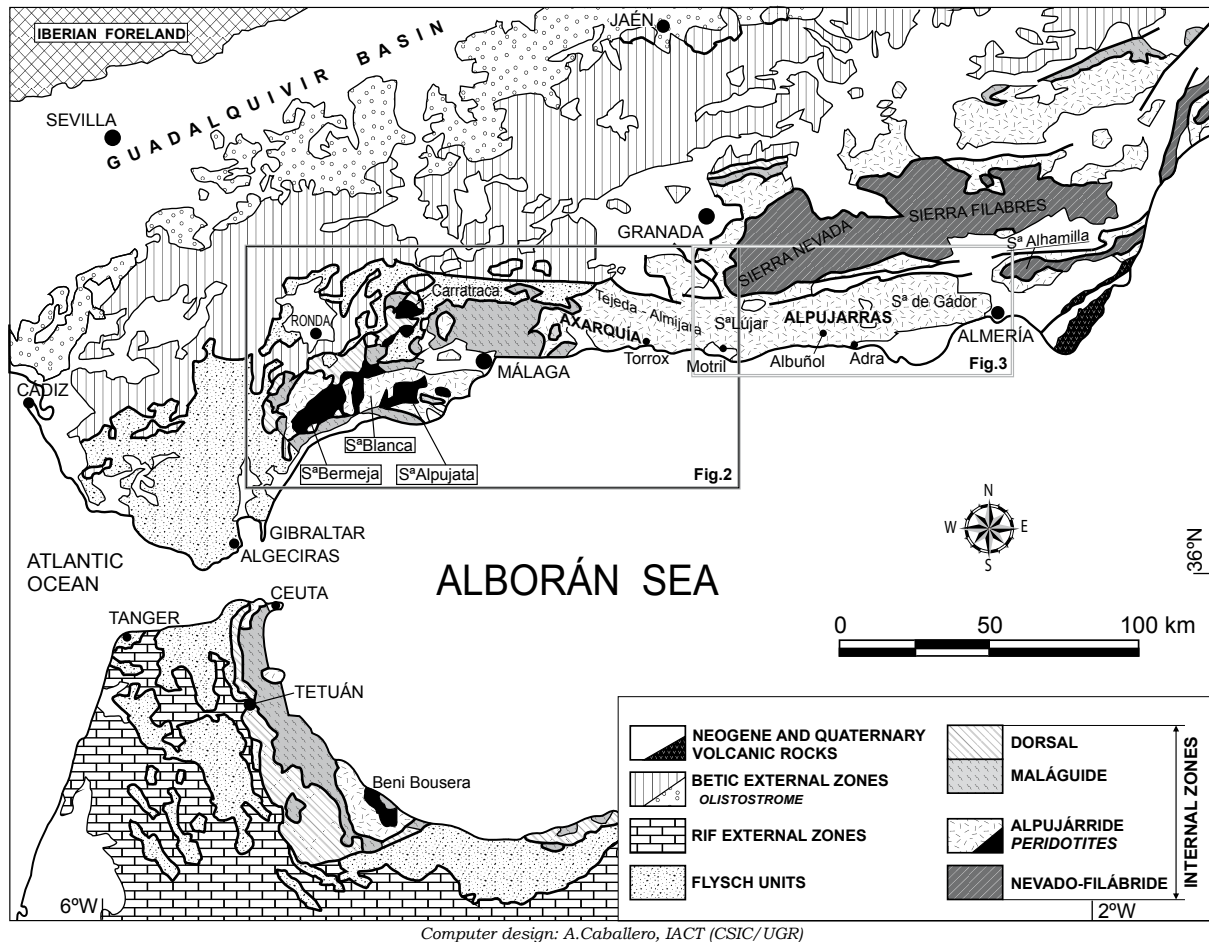 IBERIAN FORELAND
JAÉN
GUADALQUIVIR BASIN
SEVILLA
GRANADA
SIERRA NEVADA
SIERRA FILABRES
Sª Alhamilla
Carratraca
RONDA
AXARQUÍA
Tejeda - Almijara
SªLújar
ALPUJARRAS
Sª de Gádor
ALMERÍA
Torrox
Motril
Albuñol
Adra
Fig.3
MÁLAGA
CÁDIZ
SªBlanca
SªBermeja
SªAlpujata
Fig.2
GIBRALTAR
ALGECIRAS
ATLANTIC
OCEAN
ALBORÁN SEA
N
W
E
S
36ºN
CEUTA
TANGER
TETUÁN
Beni Bousera
0
50
100 km
NEOGENE AND QUATERNARY
VOLCANIC ROCKS
BETIC EXTERNAL ZONES
OLISTOSTROME
RIF EXTERNAL ZONES
FLYSCH UNITS
DORSAL
MALÁGUIDE
ALPUJÁRRIDE
PERIDOTITES
NEVADO-FILÁBRIDE
INTERNAL ZONES
6ºW
2ºW
Computer design: A.Caballero, IACT (CSIC/UGR)